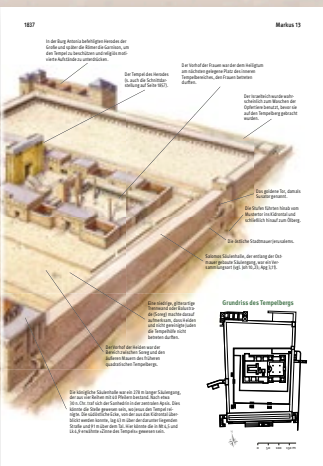 1837
Markus 13
In der Burg Antonia befestigten Herodes der
Große und später die Römer die Garnison, um
den Tempel zu beschützen und religiös moti-
vierte Aufstände zu unterdrücken.
Der Tempel des Herodes
(s. auch die Schnittdar-
stellung auf Seite 1857).
Der Vorhof der Frauen war der dem Heiligtum
am nächsten gelegene Platz des inneren
Tempelbereiches, den Frauen betreten
durften.
Der Israelteich wurde wahr-
scheinlich zum Waschen der
Opfertiere benutzt, bevor sie
auf den Tempelberg gebracht
wurden.
Das goldene Tor, damals
Susator genannt.
Die Stufen führten hinab vom
Mustertor ins Kidrontal und
schließlich hinauf zum Ölberg.
Die östliche Stadtmauer Jerusalems.
Salomos Säulenhalle, der entlang der Ost-
mauer gebaute Säulengang, war ein Ver-
sammlungsort (vgl. Joh 10,23; Apg 3,11).
Eine niedrige, gitterartige
Trennwand oder Balustra-
de (Soreg) machte darauf
aufmerksam, dass Heiden
und nicht gereinigte Juden
die Tempelhöfe nicht
betreten durften.
Der Vorhof der Heiden war der
Bereich zwischen Soreg und den
äußeren Mauern des früheren
quadratischen Tempelbergs.
Die königliche Säulenhalle war ein 278 m langer Säulengang,
der aus vier Reihen mit 40 Pfeilern bestand. Nach etwa
30 n. Chr. traf sich der Sanhedrin in der zentralen Apsis. Dies
könnte die Stelle gewesen sein, wo Jesus den Tempel rei-
nigte. Die südöstliche Ecke, von der aus das Kidrontal über-
blickt werden konnte, lag 43 m über der darunter liegenden
Straße und 91 m über dem Tal. Hier könnte die in Mt 4,5 und
Lk 4,9 erwähnte »Zinne des Tempels« gewesen sein.
Grundriss des Tempelbergs